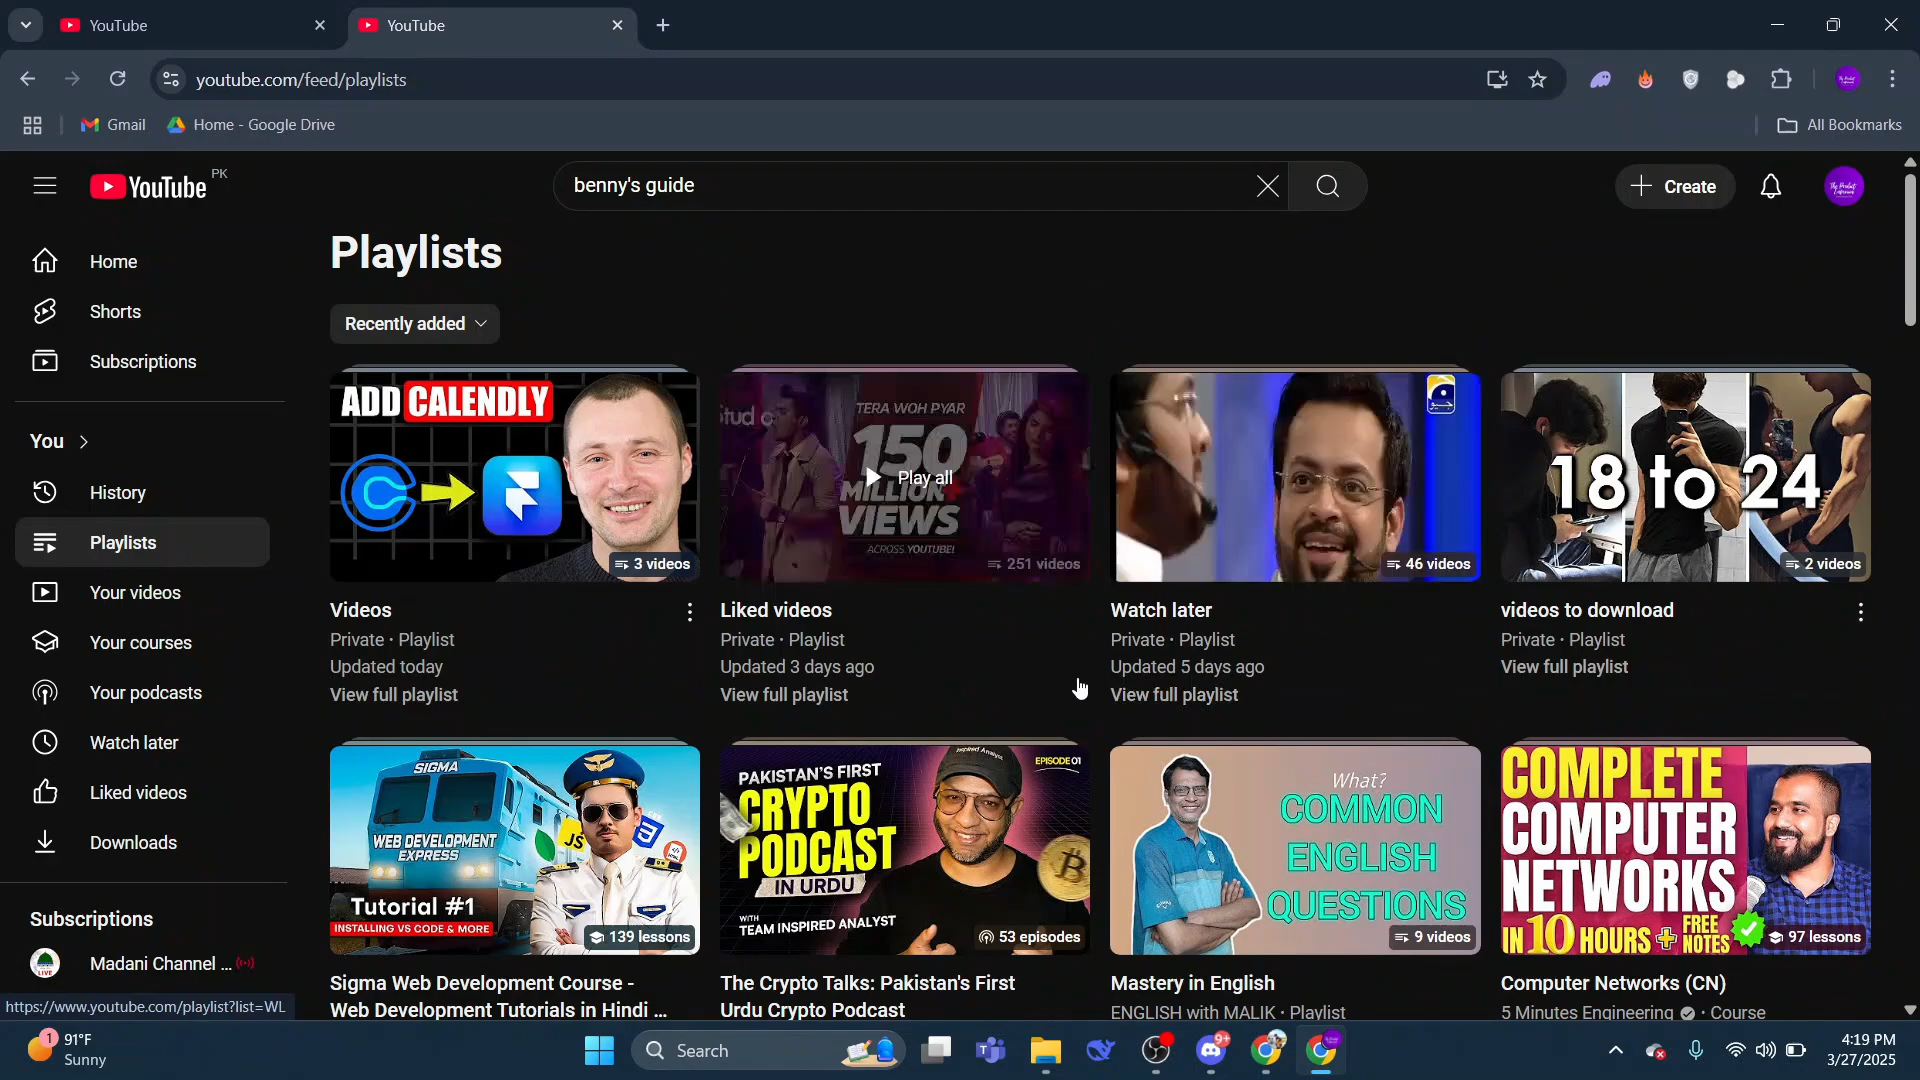 YouTube
YouTube
youtube.com/feed/playlists
Gmail
Home - Google Drive
All Bookmarks
YouTube PK
benny's guide
Create
Home
Shorts
Subscriptions
You
History
Playlists
Your videos
Your courses
Your podcasts
Watch later
Liked videos
Downloads
Subscriptions
Madani Channel ...
https://www.youtube.com/playlist?list=WL
Playlists
Recently added
ADD CALENDLY
3 videos
Videos
Private • Playlist
Updated today
View full playlist
TERA WOH PYAR
150
MILLION+
VIEWS
ACROSS YOUTUBE!
Play all
251 videos
Liked videos
Private • Playlist
Updated 3 days ago
View full playlist
46 videos
Watch later
Private • Playlist
Updated 5 days ago
View full playlist
18 to 24
2 videos
videos to download
Private • Playlist
View full playlist
SIGMA
WEB DEVELOPMENT
EXPRESS
JS
Tutorial #1
INSTALLING VS CODE & MORE
139 lessons
Sigma Web Development Course -
Web Development Tutorials in Hindi ...
PAKISTAN'S FIRST
CRYPTO
PODCAST
IN URDU
WITH
TEAM INSPIRED ANALYST
EPISODE 01
53 episodes
The Crypto Talks: Pakistan's First
Urdu Crypto Podcast
What?
COMMON
ENGLISH
QUESTIONS
9 videos
Mastery in English
ENGLISH with MALIK • Playlist
COMPLETE
COMPUTER
NETWORKS
IN 10 HOURS + FREE NOTES
97 lessons
Computer Networks (CN)
5 Minutes Engineering • Course
1
91°F
Sunny
Search
9+
4:19 PM
3/27/2025